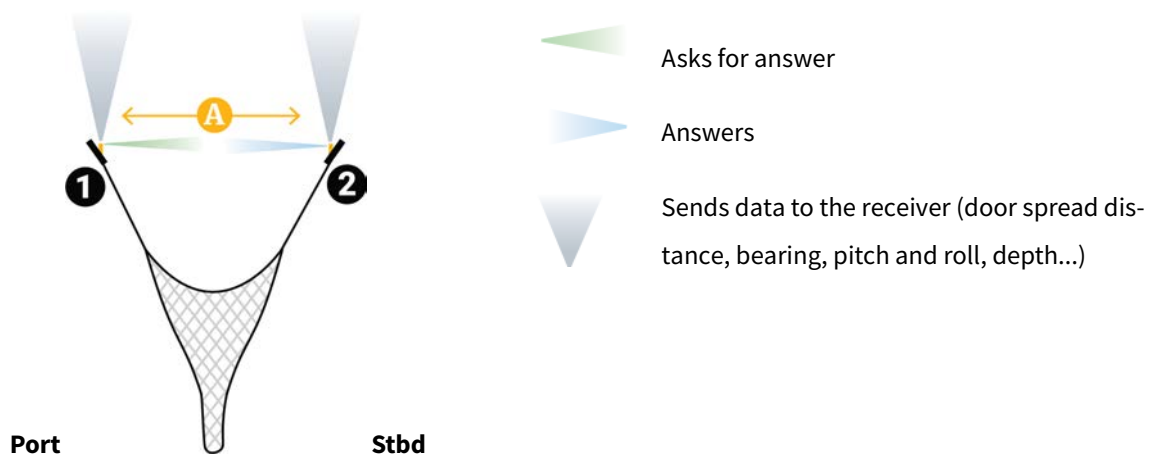 A
1
2
Port
Stbd
Asks for answer
Answers
Sends data to the receiver (door spread dis-
tance, bearing, pitch and roll, depth...)